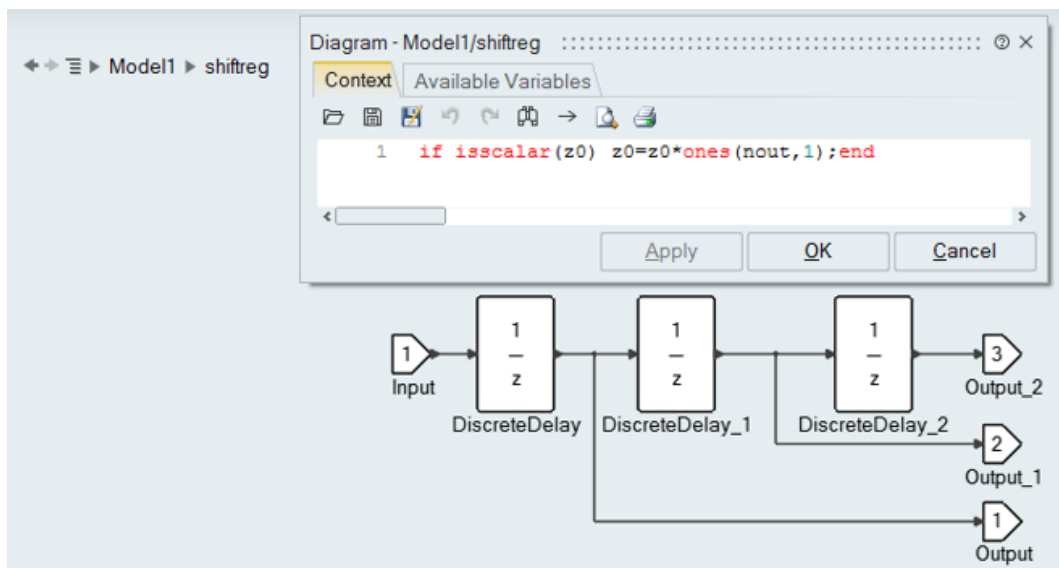 Diagram - Model1/shiftreg
Model1 shiftreg
Context Available Variables
1 if isscalar(z0) z0=z0*ones(nout,1);end
Apply OK Cancel
1
z
1
z
1
z
1
3
Input
Output_2
DiscreteDelay DiscreteDelay_1 DiscreteDelay_2
2
Output_1
1
Output